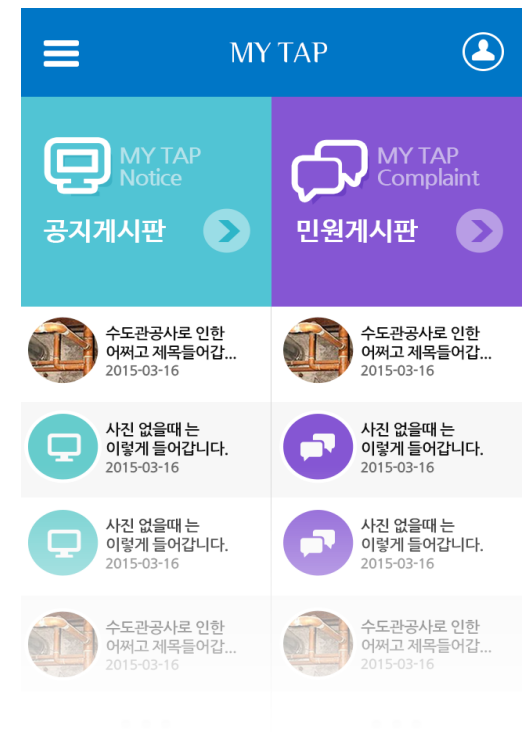 MY TAP
MY TAP
Notice
공지게시판
MY TAP
Complaint
민원게시판
수도관공사로 인한
어쩌고 제목들어갑...
2015-03-16
수도관공사로 인한
어쩌고 제목들어갑...
2015-03-16
사진 없을때 는
이렇게 들어갑니다.
2015-03-16
사진 없을때 는
이렇게 들어갑니다.
2015-03-16
사진 없을때 는
이렇게 들어갑니다.
2015-03-16
사진 없을때 는
이렇게 들어갑니다.
2015-03-16
수도관공사로 인한
어쩌고 제목들어갑...
2015-03-16
수도관공사로 인한
어쩌고 제목들어갑...
2015-03-16